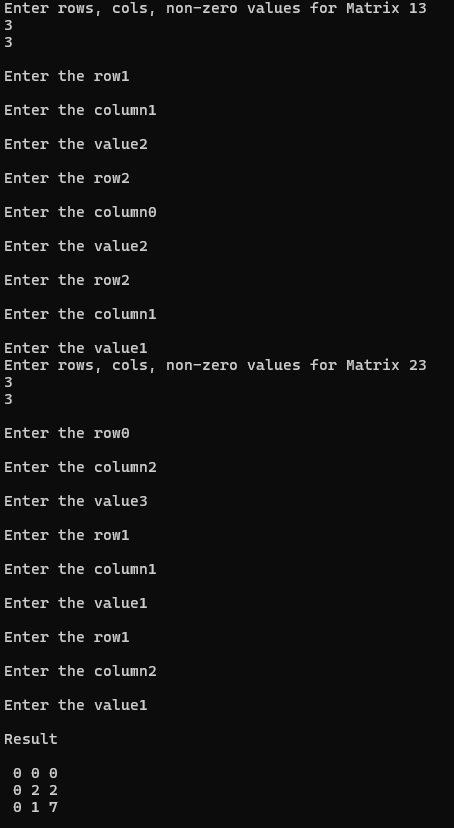 Enter rows, cols, non-zero values for Matrix 13
3
3
Enter the row1
Enter the column1
Enter the value2
Enter the row2
Enter the column0
Enter the value2
Enter the row2
Enter the column1
Enter the value1
Enter rows, cols, non-zero values for Matrix 23
3
3
Enter the row0
Enter the column2
Enter the value3
Enter the row1
Enter the column1
Enter the value1
Enter the row1
Enter the column2
Enter the value1
Result
0 0 0
0 2 2
0 1 7